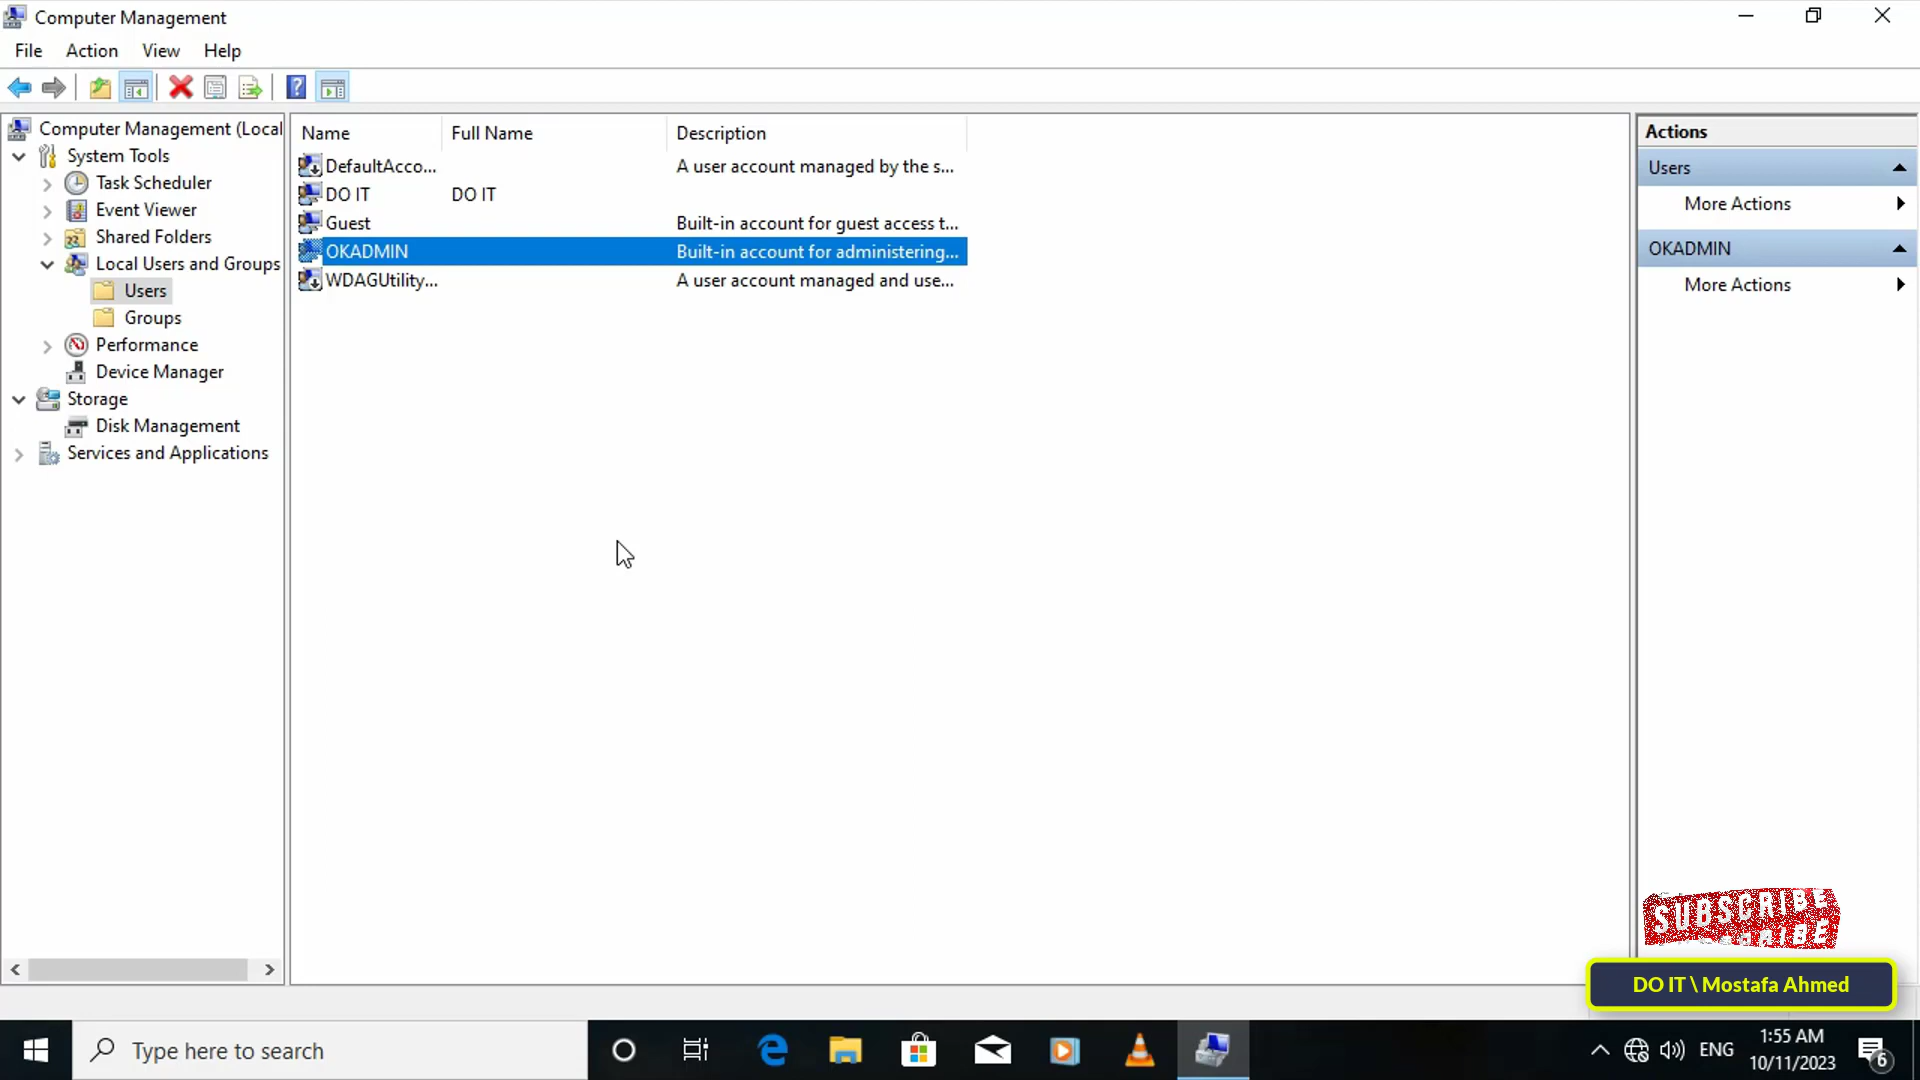 Computer Management
File Action View Help
Computer Management (Local
System Tools
Task Scheduler
Event Viewer
Shared Folders
Local Users and Groups
Users
Groups
Performance
Device Manager
Storage
Disk Management
Services and Applications
Name Full Name Description
DefaultAcco... A user account managed by the s...
DO IT DO IT
Guest Built-in account for guest access t...
OKADMIN Built-in account for administering...
WDAGUtility... A user account managed and use...
Actions
Users
More Actions
OKADMIN
More Actions
SUBSCRIBE
DO IT \ Mostafa Ahmed
Type here to search
ENG
1:55 AM
10/11/2023
6